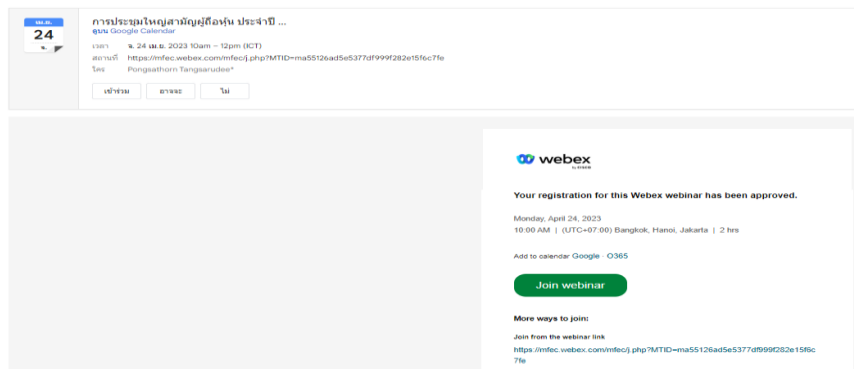 เม.ย.
24
จ.
การประชุมใหญ่สามัญผู้ถือหุ้น ประจำปี ...
ดูบน Google Calendar
เวลา จ. 24 เม.ย. 2023 10am – 12pm (ICT)
สถานที่ https://mfec.webex.com/mfec/j.php?MTID=ma55126ad5e5377df999f282e15f6c7fe
ใคร Pongsathorn Tangsarudee*
เข้าร่วม อาจจะ ไม่
webex
by CISCO
Your registration for this Webex webinar has been approved.
Monday, April 24, 2023
10:00 AM | (UTC+07:00) Bangkok, Hanoi, Jakarta | 2 hrs
Add to calendar Google · O365
Join webinar
More ways to join:
Join from the webinar link
https://mfec.webex.com/mfec/j.php?MTID=ma55126ad5e5377df999f282e15f6c
7fe